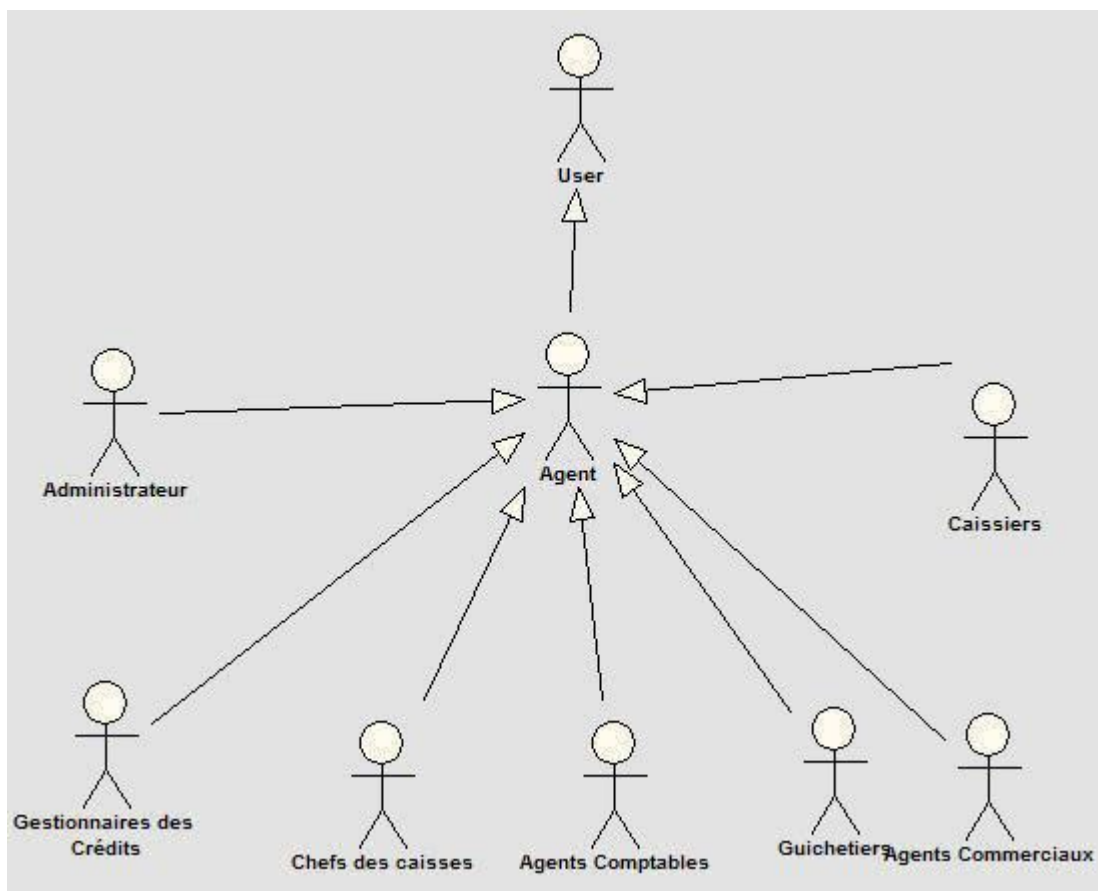 User
Agent
Administrateur
Caissiers
Gestionnaires des
Crédits
Chefs des caisses
Agents Comptables
Guichetiers
Agents Commerciaux